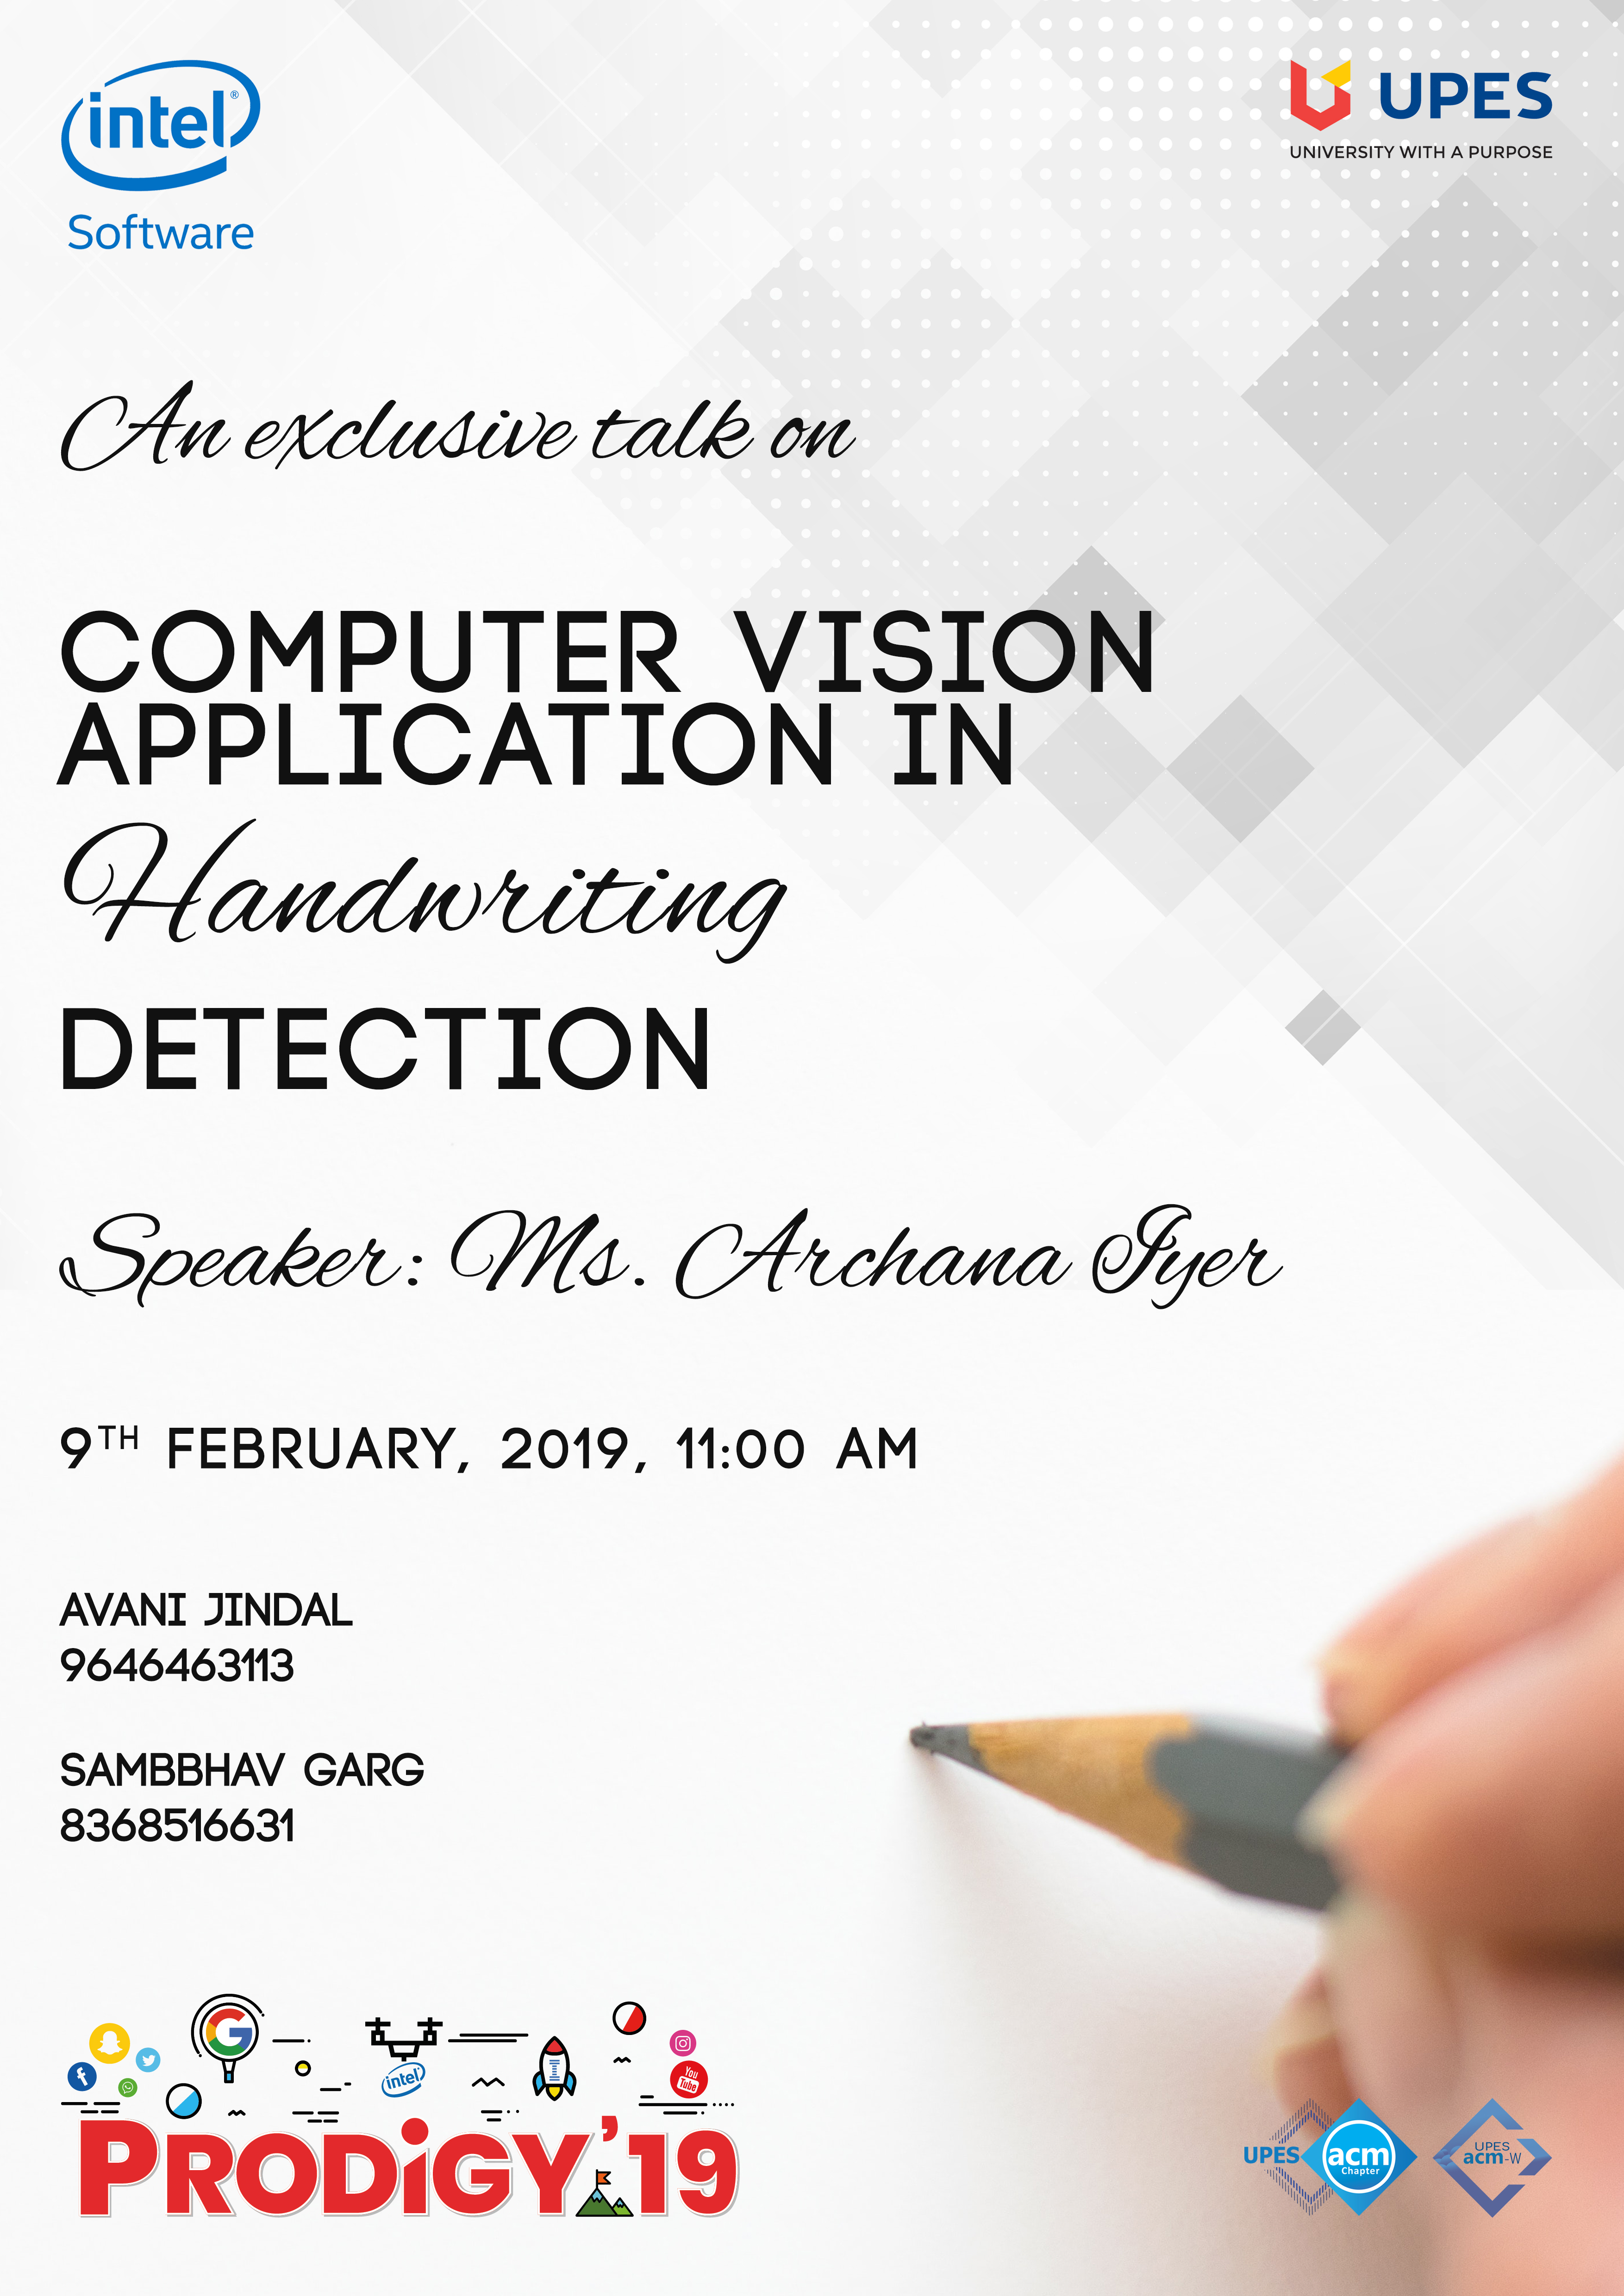 intel®
Software
UPES
UNIVERSITY WITH A PURPOSE
An exclusive talk on
COMPUTER VISION
APPLICATION IN
Handwriting
DETECTION
Speaker: Ms. Archana Iyer
9TH FEBRUARY, 2019, 11:00 AM
AVANI JINDAL
9646463113
SAMBBHAV GARG
8368516631
intel
You
Tube
PRODiGY'19
UPES acm
Chapter
UPES
acm-W